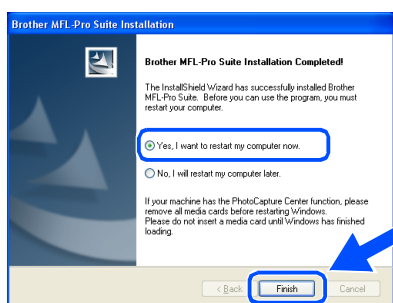 Brother MFL-Pro Suite Installation
Brother MFL-Pro Suite Installation Completed!
The InstallShield Wizard has successfully installed Brother
MFL-Pro Suite. Before you can use the program, you must
restart your computer.
Yes, I want to restart my computer now.
No, I will restart my computer later.
If your machine has the PhotoCapture Center function, please
remove all media cards before restarting Windows.
Please do not insert a media card until Windows has finished
loading.
< Back
Finish
Cancel